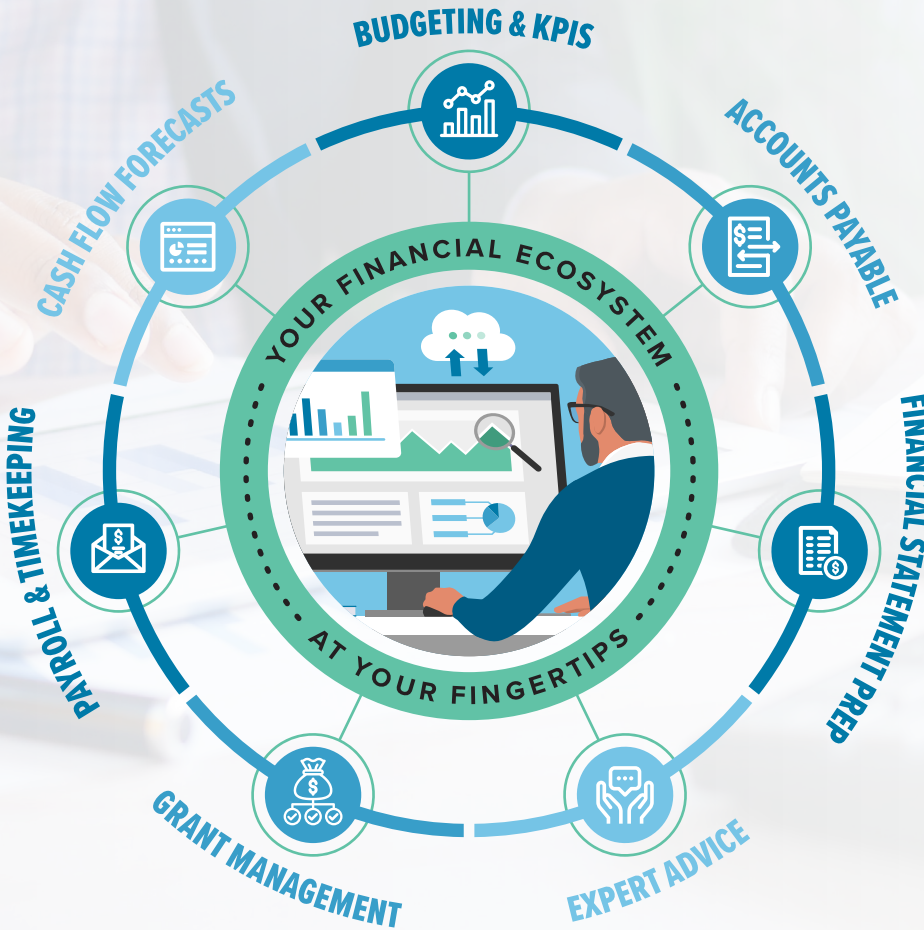 BUDGETING & KPIS
ACCOUNTS PAYABLE
FINANCIAL STATEMENT PREP
EXPERT ADVICE
GRANT MANAGEMENT
PAYROLL & TIMEKEEPING
CASH FLOW FORECASTS
YOUR FINANCIAL ECOSYSTEM
AT YOUR FINGERTIPS
$
$
$
$
$